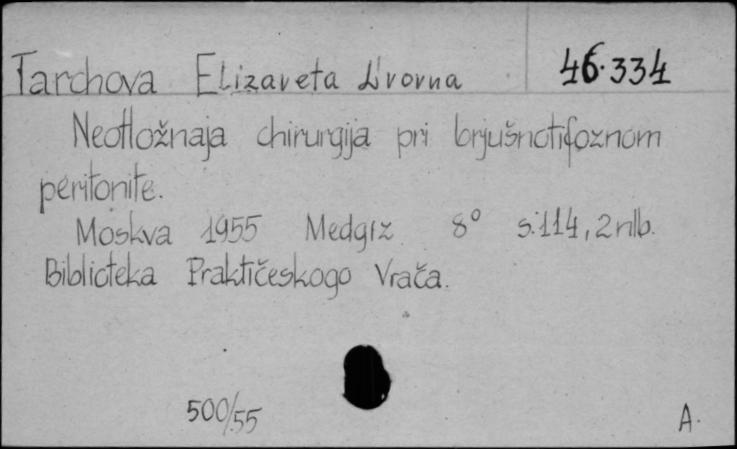 Tarchova Elizaveta L'vovna 46.334
Neotložnaja chirurgija pri brjušnotifoznom
peritonite.
Moskva 1955 Medgiz 8° s. 114, 2 nlb.
Biblioteka Praktičeskogo Vrača.
500/55 A.